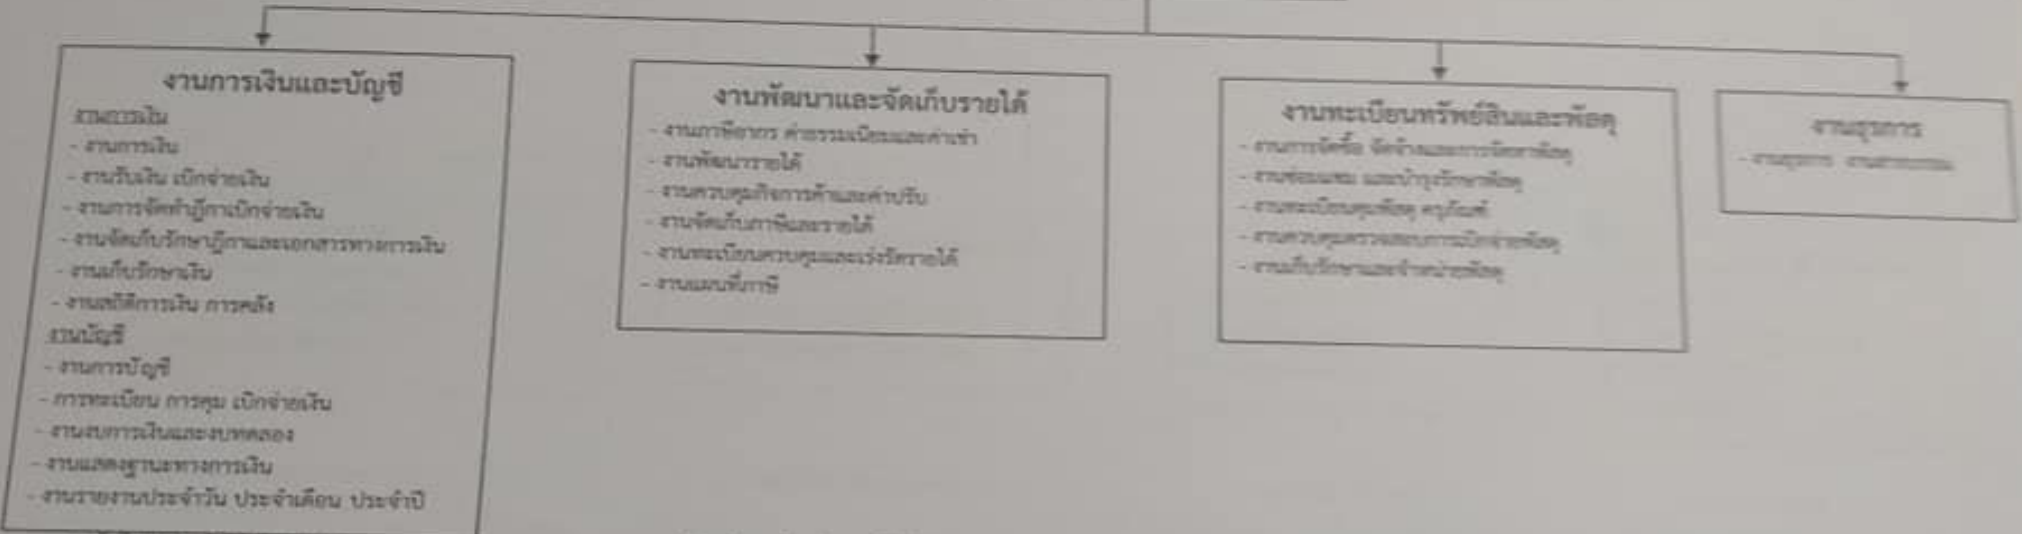 งานการเงินและบัญชี
งานการเงิน
- งานการเงิน
- งานรับเงิน เบิกจ่ายเงิน
- งานการจัดทำฎีกาเบิกจ่ายเงิน
- งานจัดเก็บรักษาฎีกาและเอกสารทางการเงิน
- งานเก็บรักษาเงิน
- งานสถิติการเงิน การคลัง
งานบัญชี
- งานการบัญชี
- การทะเบียน การคุม เบิกจ่ายเงิน
- งานงบการเงินและงบทดลอง
- งานแสดงฐานะทางการเงิน
- งานรายงานประจำวัน ประจำเดือน ประจำปี
งานพัฒนาและจัดเก็บรายได้
- งานภาษีอากร ค่าธรรมเนียมและค่าเช่า
- งานพัฒนารายได้
- งานควบคุมกิจการค้าและค่าปรับ
- งานจัดเก็บภาษีและรายได้
- งานทะเบียนควบคุมและเร่งรัดรายได้
- งานแผนที่ภาษี
งานทะเบียนทรัพย์สินและพัสดุ
- งานการจัดซื้อ จัดจ้างและการจัดหาพัสดุ
- งานซ่อมแซม และบำรุงรักษาพัสดุ
- งานทะเบียนคุมพัสดุ ครุภัณฑ์
- งานควบคุมตรวจสอบการเบิกจ่ายพัสดุ
- งานเก็บรักษาและจำหน่ายพัสดุ
งานธุรการ
- งานธุรการ งานสารบรรณ